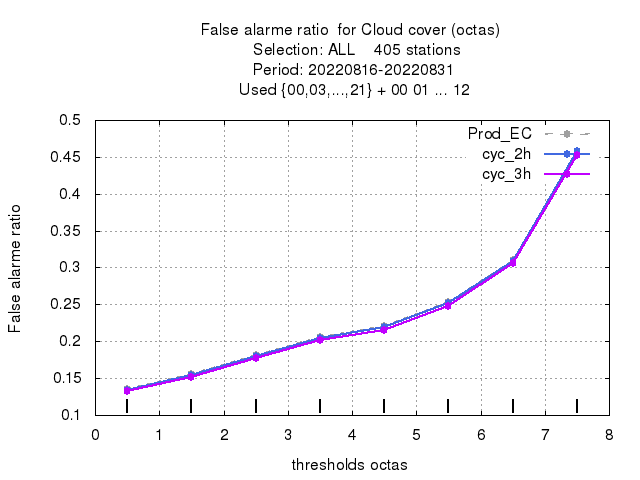 False alarme ratio  for Cloud cover (octas)
Selection: ALL    405 stations
Period: 20220816-20220831
Used {00,03,...,21} + 00 01 ... 12
Prod_EC
cyc_2h
cyc_3h
False alarme ratio
0.5
0.45
0.4
0.35
0.3
0.25
0.2
0.15
0.1
0 1 2 3 4 5 6 7 8
thresholds octas